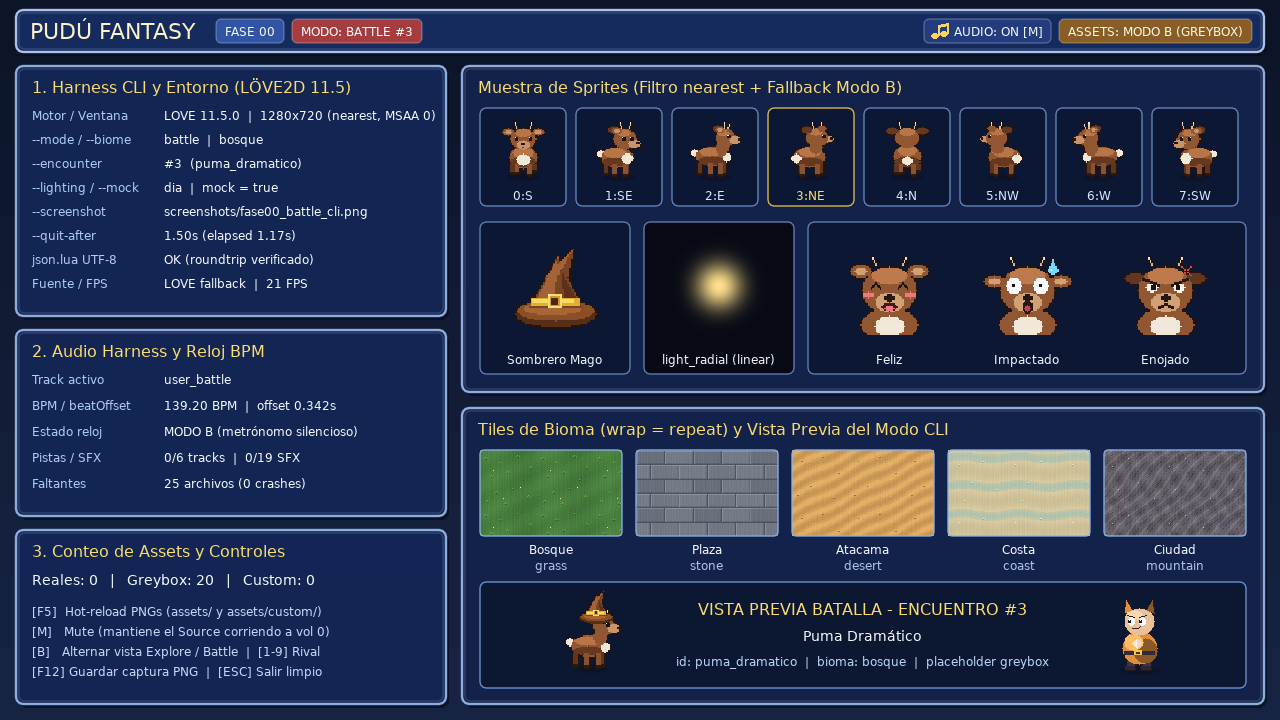 PUDÚ FANTASY
FASE 00
MODO: BATTLE #3
AUDIO: ON [M]
ASSETS: MODO B (GREYBOX)
1. Harness CLI y Entorno (LÖVE2D 11.5)
Motor / Ventana LOVE 11.5.0 | 1280x720 (nearest, MSAA 0)
--mode / --biome battle | bosque
--encounter #3 (puma_dramatico)
--lighting / --mock dia | mock = true
--screenshot screenshots/fase00_battle_cli.png
--quit-after 1.50s (elapsed 1.17s)
json.lua UTF-8 OK (roundtrip verificado)
Fuente / FPS LOVE fallback | 21 FPS
2. Audio Harness y Reloj BPM
Track activo user_battle
BPM / beatOffset 139.20 BPM | offset 0.342s
Estado reloj MODO B (metrónomo silencioso)
Pistas / SFX 0/6 tracks | 0/19 SFX
Faltantes 25 archivos (0 crashes)
3. Conteo de Assets y Controles
Reales: 0 | Greybox: 20 | Custom: 0
[F5] Hot-reload PNGs (assets/ y assets/custom/)
[M] Mute (mantiene el Source corriendo a vol 0)
[B] Alternar vista Explore / Battle | [1-9] Rival
[F12] Guardar captura PNG | [ESC] Salir limpio
Muestra de Sprites (Filtro nearest + Fallback Modo B)
0:S 1:SE 2:E 3:NE 4:N 5:NW 6:W 7:SW
Sombrero Mago
light_radial (linear)
Feliz Impactado Enojado
Tiles de Bioma (wrap = repeat) y Vista Previa del Modo CLI
Bosque Plaza Atacama Costa Ciudad
grass stone desert coast mountain
VISTA PREVIA BATALLA - ENCUENTRO #3
Puma Dramático
id: puma_dramatico | bioma: bosque | placeholder greybox